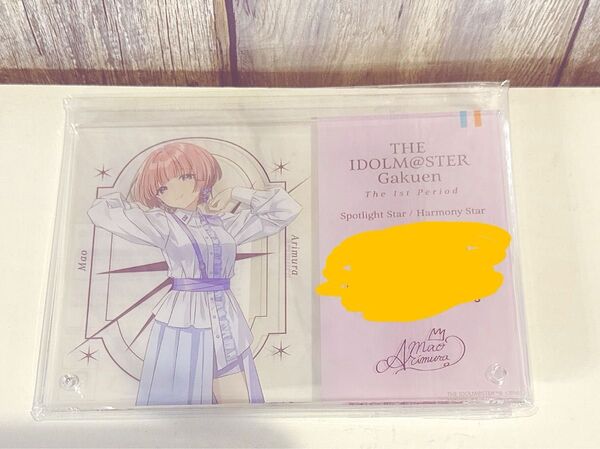 Mao
Arimura
THE
IDOLM@STER
Gakuen
The 1st Period
Spotlight Star / Harmony Star
Mao
Arimura